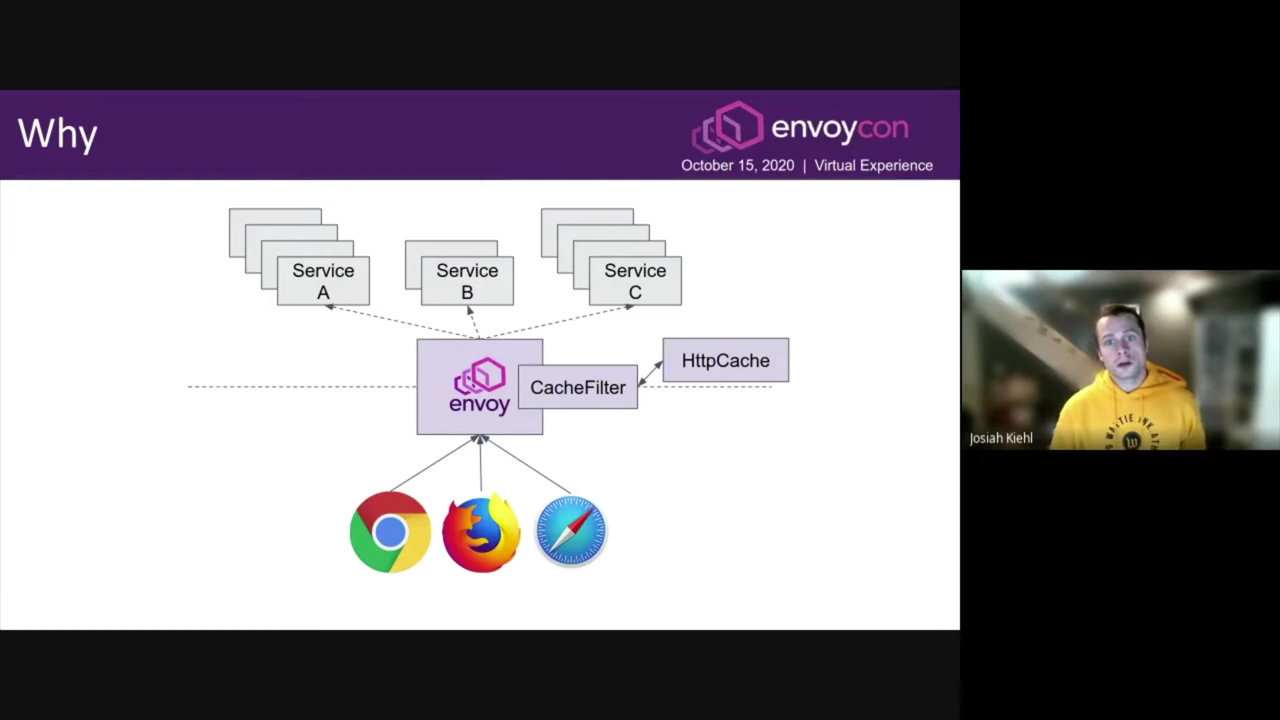 Why
envoycon
October 15, 2020 | Virtual Experience
Service
A
Service
B
Service
C
HttpCache
CacheFilter
envoy
Josiah Kiehl